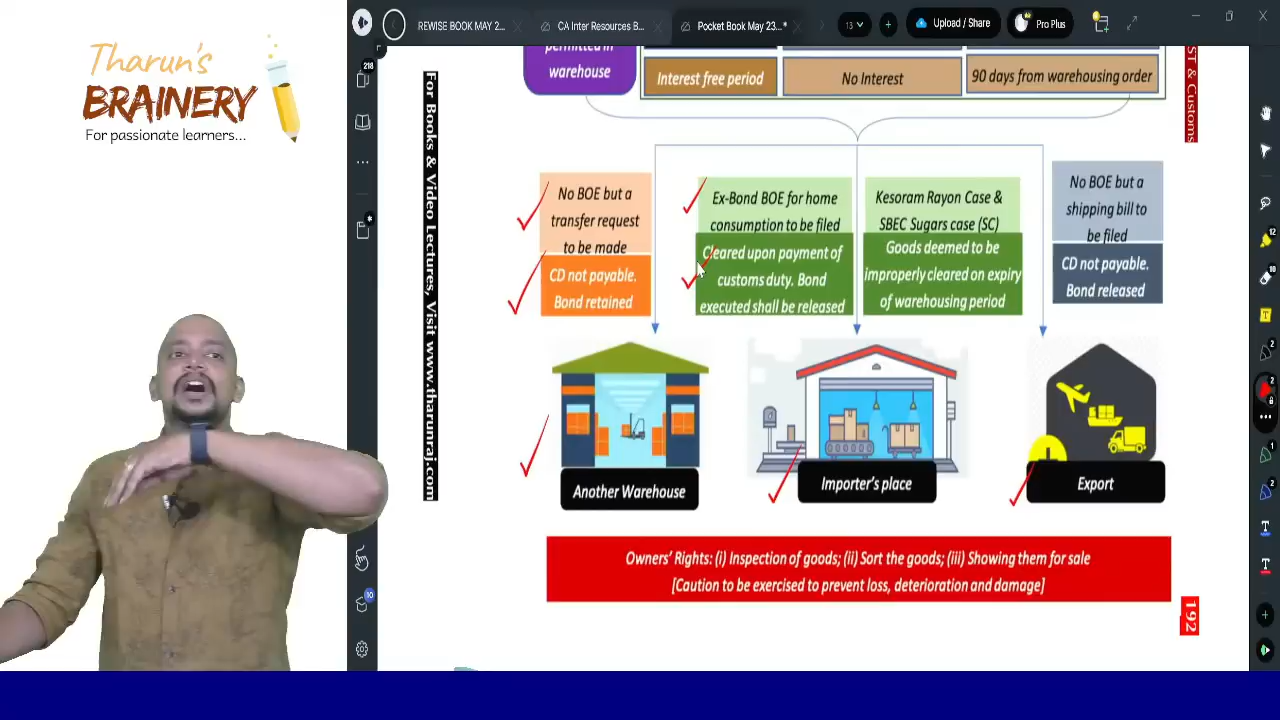 Tharun's
BRAINERY
For passionate learners...
REWISE BOOK MAY 2...
CA Inter Resources B...
Pocket Book May 23...*
13
Upload / Share
Pro Plus
218
permitted in
warehouse
Interest free period
No Interest
90 days from warehousing order
ST & Customs
For Books & Video Lectures, Visit www.tharunraj.com
No BOE but a
transfer request
to be made
CD not payable.
Bond retained
Ex-Bond BOE for home
consumption to be filed
Cleared upon payment of
customs duty. Bond
executed shall be released
Kesoram Rayon Case &
SBEC Sugars case (SC)
Goods deemed to be
improperly cleared on expiry
of warehousing period
No BOE but a
shipping bill to
be filed
CD not payable.
Bond released
Another Warehouse
Importer's place
Export
Owners' Rights: (i) Inspection of goods; (ii) Sort the goods; (iii) Showing them for sale
[Caution to be exercised to prevent loss, deterioration and damage]
192
10